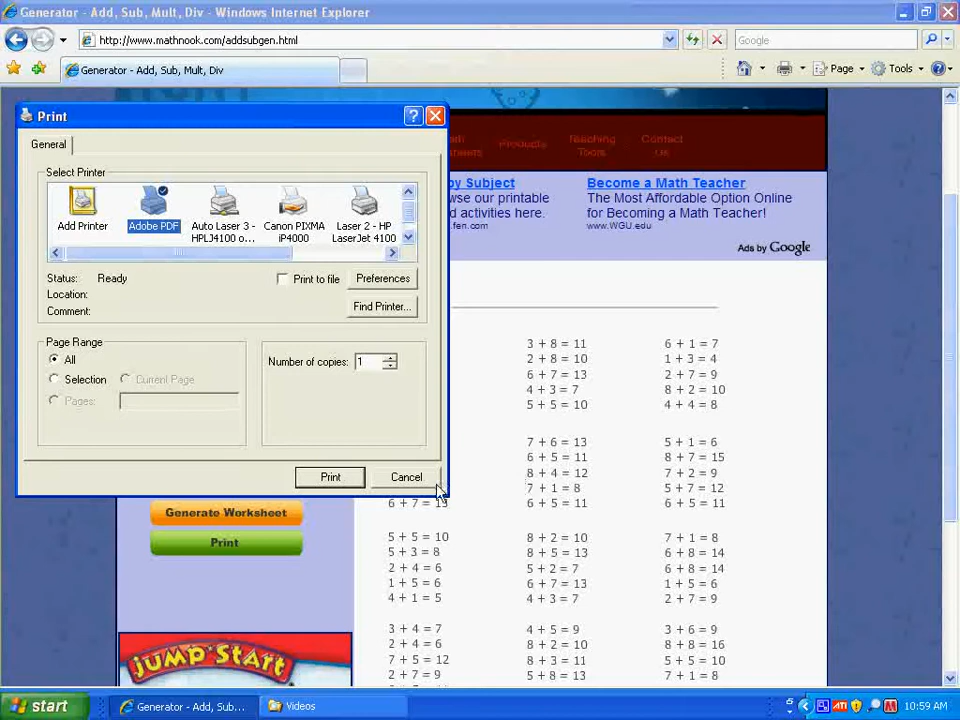 Generator - Add, Sub, Mult, Div - Windows Internet Explorer
http://www.mathnook.com/addsubgen.html
Google
Generator - Add, Sub, Mult, Div
Page
Tools
Print
General
Select Printer
Add Printer
Adobe PDF
Auto Laser 3 -
HPLJ4100 o...
Canon PIXMA
iP4000
Laser 2 - HP
LaserJet 4100
Status: Ready
Location:
Comment:
Print to file
Preferences
Find Printer...
Page Range
All
Selection
Current Page
Pages:
Number of copies: 1
Print
Cancel
Products
Teaching
Tools
Contact
Us
by Subject
our printable
d activities here.
fen.com
Become a Math Teacher
The Most Affordable Option Online
for Becoming a Math Teacher!
www.WGU.edu
Ads by Google
3 + 8 = 11 6 + 1 = 7
2 + 8 = 10 1 + 3 = 4
6 + 7 = 13 2 + 7 = 9
4 + 3 = 7 8 + 2 = 10
5 + 5 = 10 4 + 4 = 8
7 + 6 = 13 5 + 1 = 6
6 + 5 = 11 8 + 7 = 15
8 + 4 = 12 7 + 2 = 9
7 + 1 = 8 5 + 7 = 12
6 + 7 = 13 6 + 5 = 11 6 + 5 = 11
5 + 5 = 10 8 + 2 = 10 7 + 1 = 8
5 + 3 = 8 8 + 5 = 13 6 + 8 = 14
2 + 4 = 6 5 + 2 = 7 6 + 8 = 14
1 + 5 = 6 6 + 7 = 13 1 + 5 = 6
4 + 1 = 5 4 + 3 = 7 2 + 7 = 9
3 + 4 = 7 4 + 5 = 9 3 + 6 = 9
2 + 4 = 6 8 + 2 = 10 8 + 8 = 16
7 + 5 = 12 8 + 3 = 11 5 + 5 = 10
2 + 7 = 9 5 + 8 = 13 7 + 1 = 8
Generate Worksheet
Print
JUMPSTART
start
Generator - Add, Sub...
Videos
ATI
10:59 AM